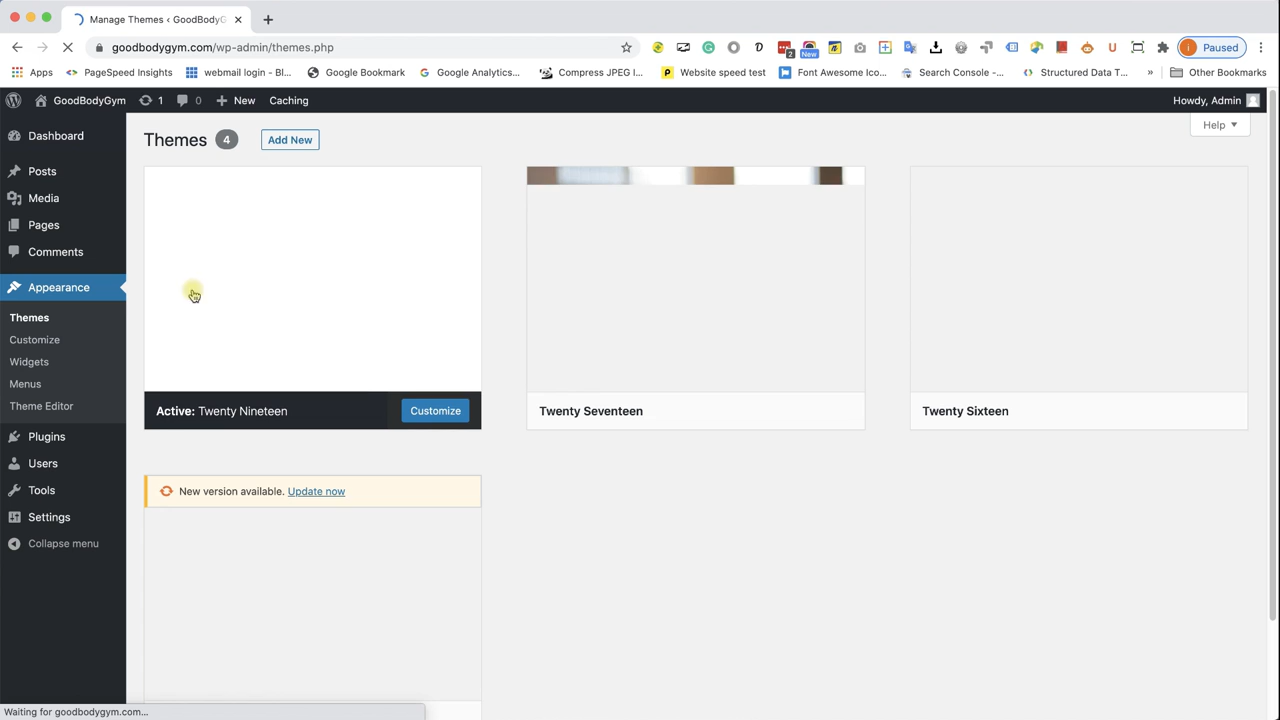 Manage Themes ‹ GoodBodyG
goodbodygym.com/wp-admin/themes.php
2
New
Paused
Apps
geSpeed Insights
webmail login - Bl...
Google Bookmark
Google Analytics...
Compress JPEG I...
Website speed test
Font Awesome Ico...
Search Console -...
Structured Data T...
»
Other Bookmarks
GoodBodyGym
1
0
New
Caching
Howdy, Admin
Dashboard
Posts
Media
Pages
Comments
Appearance
Themes
Customize
Widgets
Menus
Theme Editor
Plugins
Users
Tools
Settings
Collapse menu
Themes 4
Add New
Help
Active: Twenty Nineteen
Customize
Twenty Seventeen
Twenty Sixteen
New version available. Update now
Waiting for goodbodygym.com...